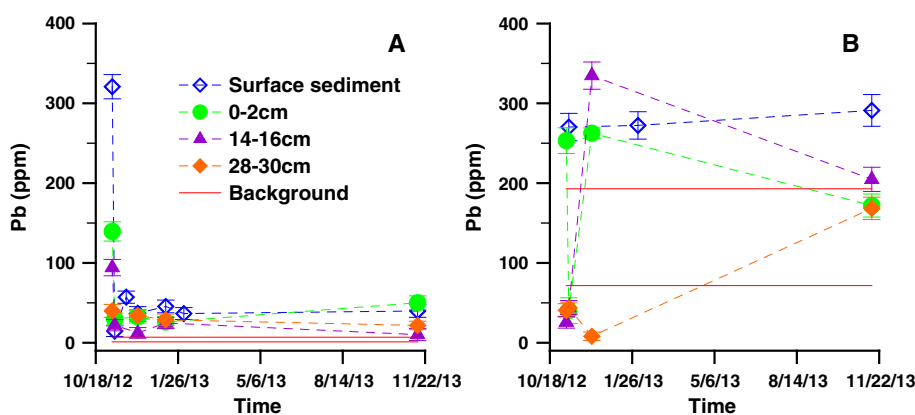 400
300
200
100
0
Pb (ppm)
A
Surface sediment
0-2cm
14-16cm
28-30cm
Background
10/18/12 1/26/13 5/6/13 8/14/13 11/22/13
Time
400
300
200
100
0
Pb (ppm)
B
10/18/12 1/26/13 5/6/13 8/14/13 11/22/13
Time